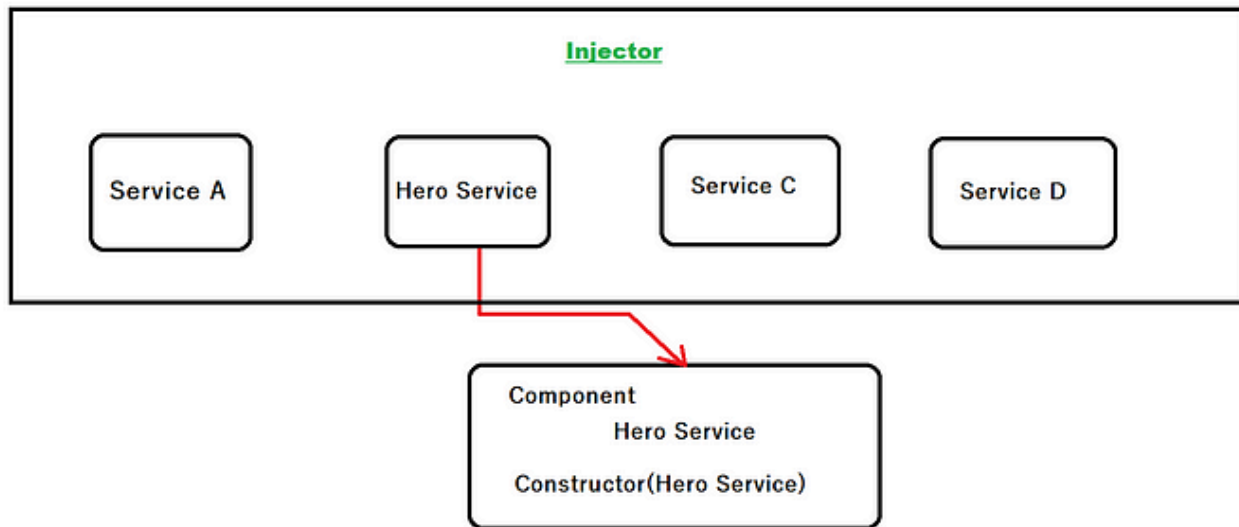 Injector
Service A
Hero Service
Service C
Service D
Component
Hero Service
Constructor(Hero Service)